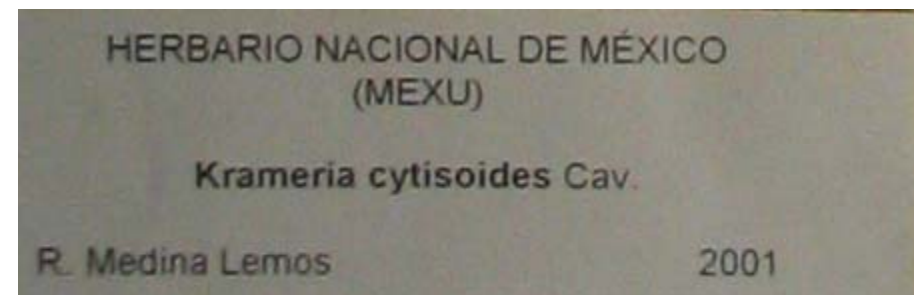 HERBARIO NACIONAL DE MÉXICO
(MEXU)
Krameria cytisoides Cav.
R. Medina Lemos 2001